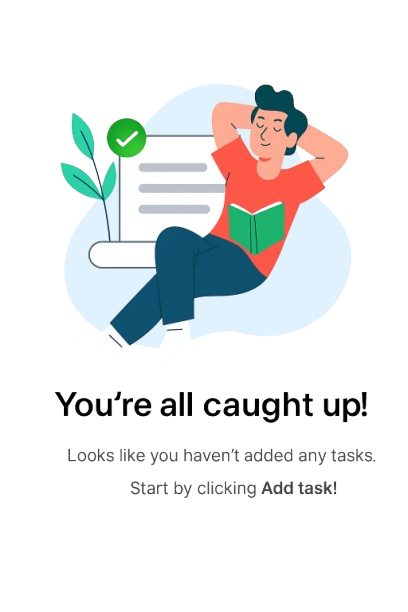 You‘re all caught up!
Looks like you haven’t added any tasks.
Start by clicking Add task!